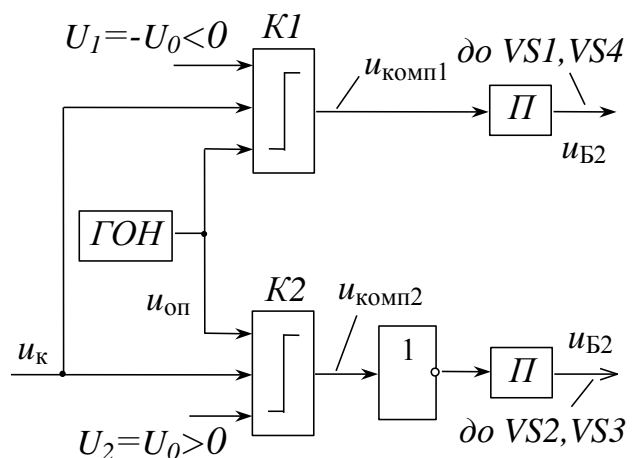 U1=-U0<0
K1
uкомп1
до VS1,VS4
П
uБ2
ГОН
uоп
K2
uкомп2
uк
1
П
uБ2
U2=U0>0
до VS2,VS3